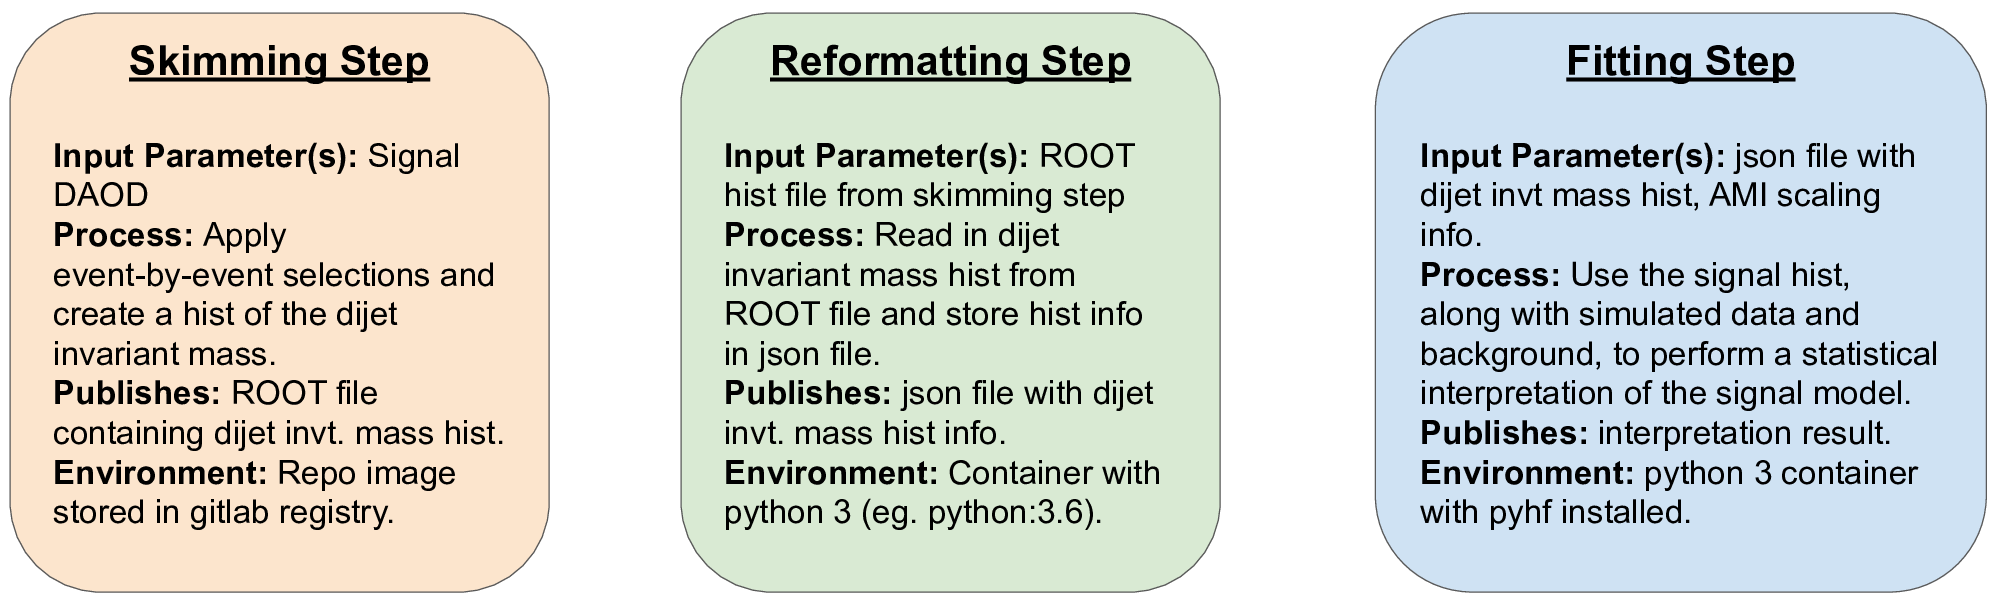 Skimming Step
Input Parameter(s): Signal
DAOD
Process: Apply
event-by-event selections and
create a hist of the dijet
invariant mass.
Publishes: ROOT file
containing dijet invt. mass hist.
Environment: Repo image
stored in gitlab registry.
Reformatting Step
Input Parameter(s): ROOT
hist file from skimming step
Process: Read in dijet
invariant mass hist from
ROOT file and store hist info
in json file.
Publishes: json file with dijet
invt. mass hist info.
Environment: Container with
python 3 (eg. python:3.6).
Fitting Step
Input Parameter(s): json file with
dijet invt mass hist, AMI scaling
info.
Process: Use the signal hist,
along with simulated data and
background, to perform a statistical
interpretation of the signal model.
Publishes: interpretation result.
Environment: python 3 container
with pyhf installed.